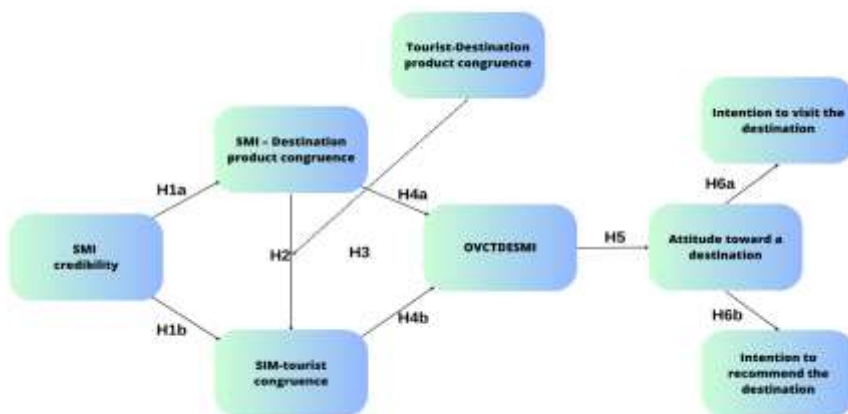 Tourist-Destination
product congruence
Intention to visit the
destination
SMI – Destination
product congruence
H1a
H4a
H6a
SMI
credibility
H2
H3
OVCTDESMI
H5
Attitude toward a
destination
H1b
H4b
H6b
SIM-tourist
congruence
Intention to
recommend the
destination